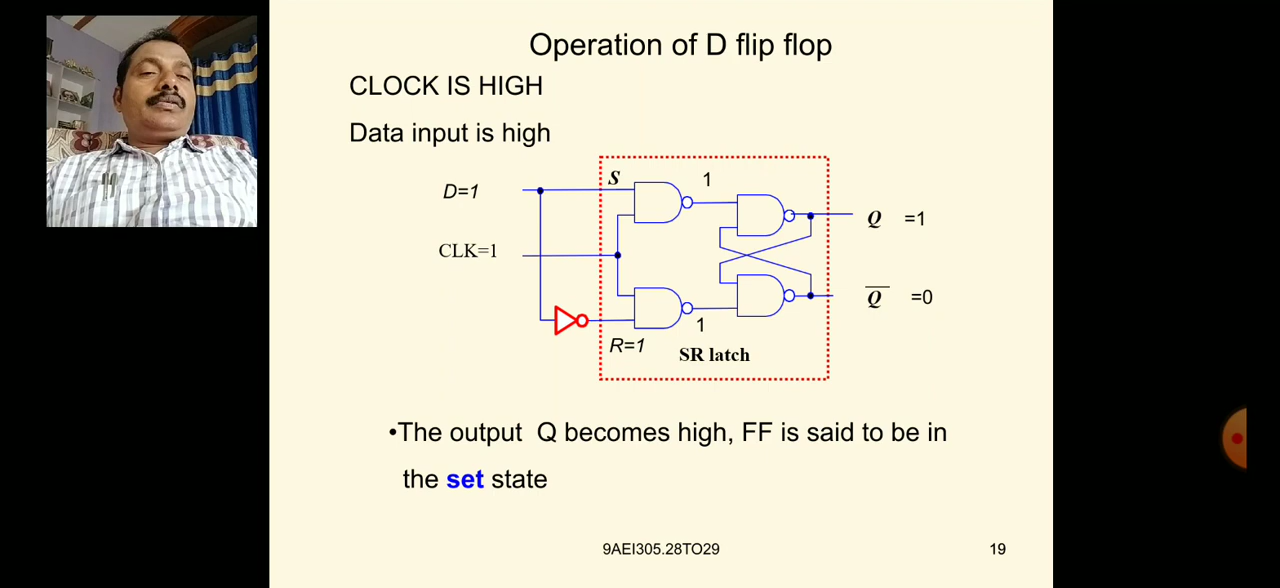 Operation of D flip flop
CLOCK IS HIGH
Data input is high
S
1
D=1
Q =1
CLK=1
Q =0
1
R=1
SR latch
•The output Q becomes high, FF is said to be in
the set state
9AEI305.28TO29
19